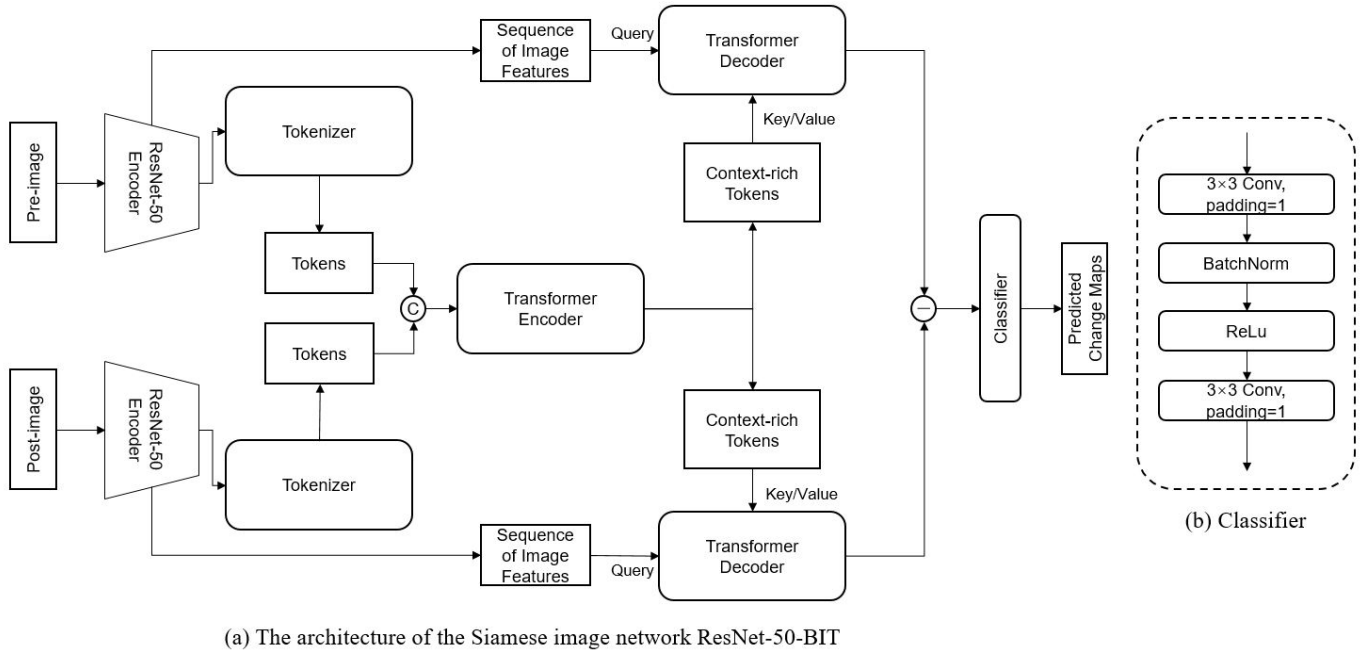 Pre-image
ResNet-50
Encoder
Tokenizer
Sequence
of Image
Features
Query
Transformer
Decoder
Key/Value
Context-rich
Tokens
Tokens
C
Transformer
Encoder
Tokens
Post-image
ResNet-50
Encoder
Tokenizer
Sequence
of Image
Features
Query
Context-rich
Tokens
Key/Value
Transformer
Decoder
—
Classifier
Predicted
Change Maps
3×3 Conv,
padding=1
BatchNorm
ReLu
3×3 Conv,
padding=1
(b) Classifier
(a) The architecture of the Siamese image network ResNet-50-BIT